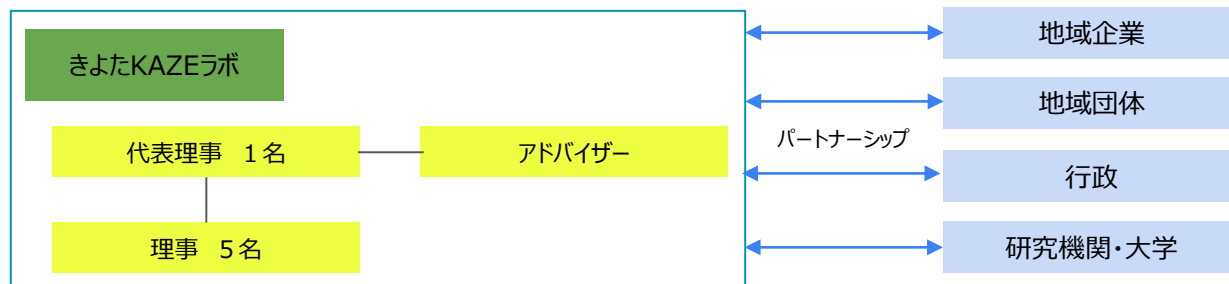 きよたKAZEラボ
代表理事　1名
アドバイザー
理事　5名
パートナーシップ
地域企業
地域団体
行政
研究機関・大学